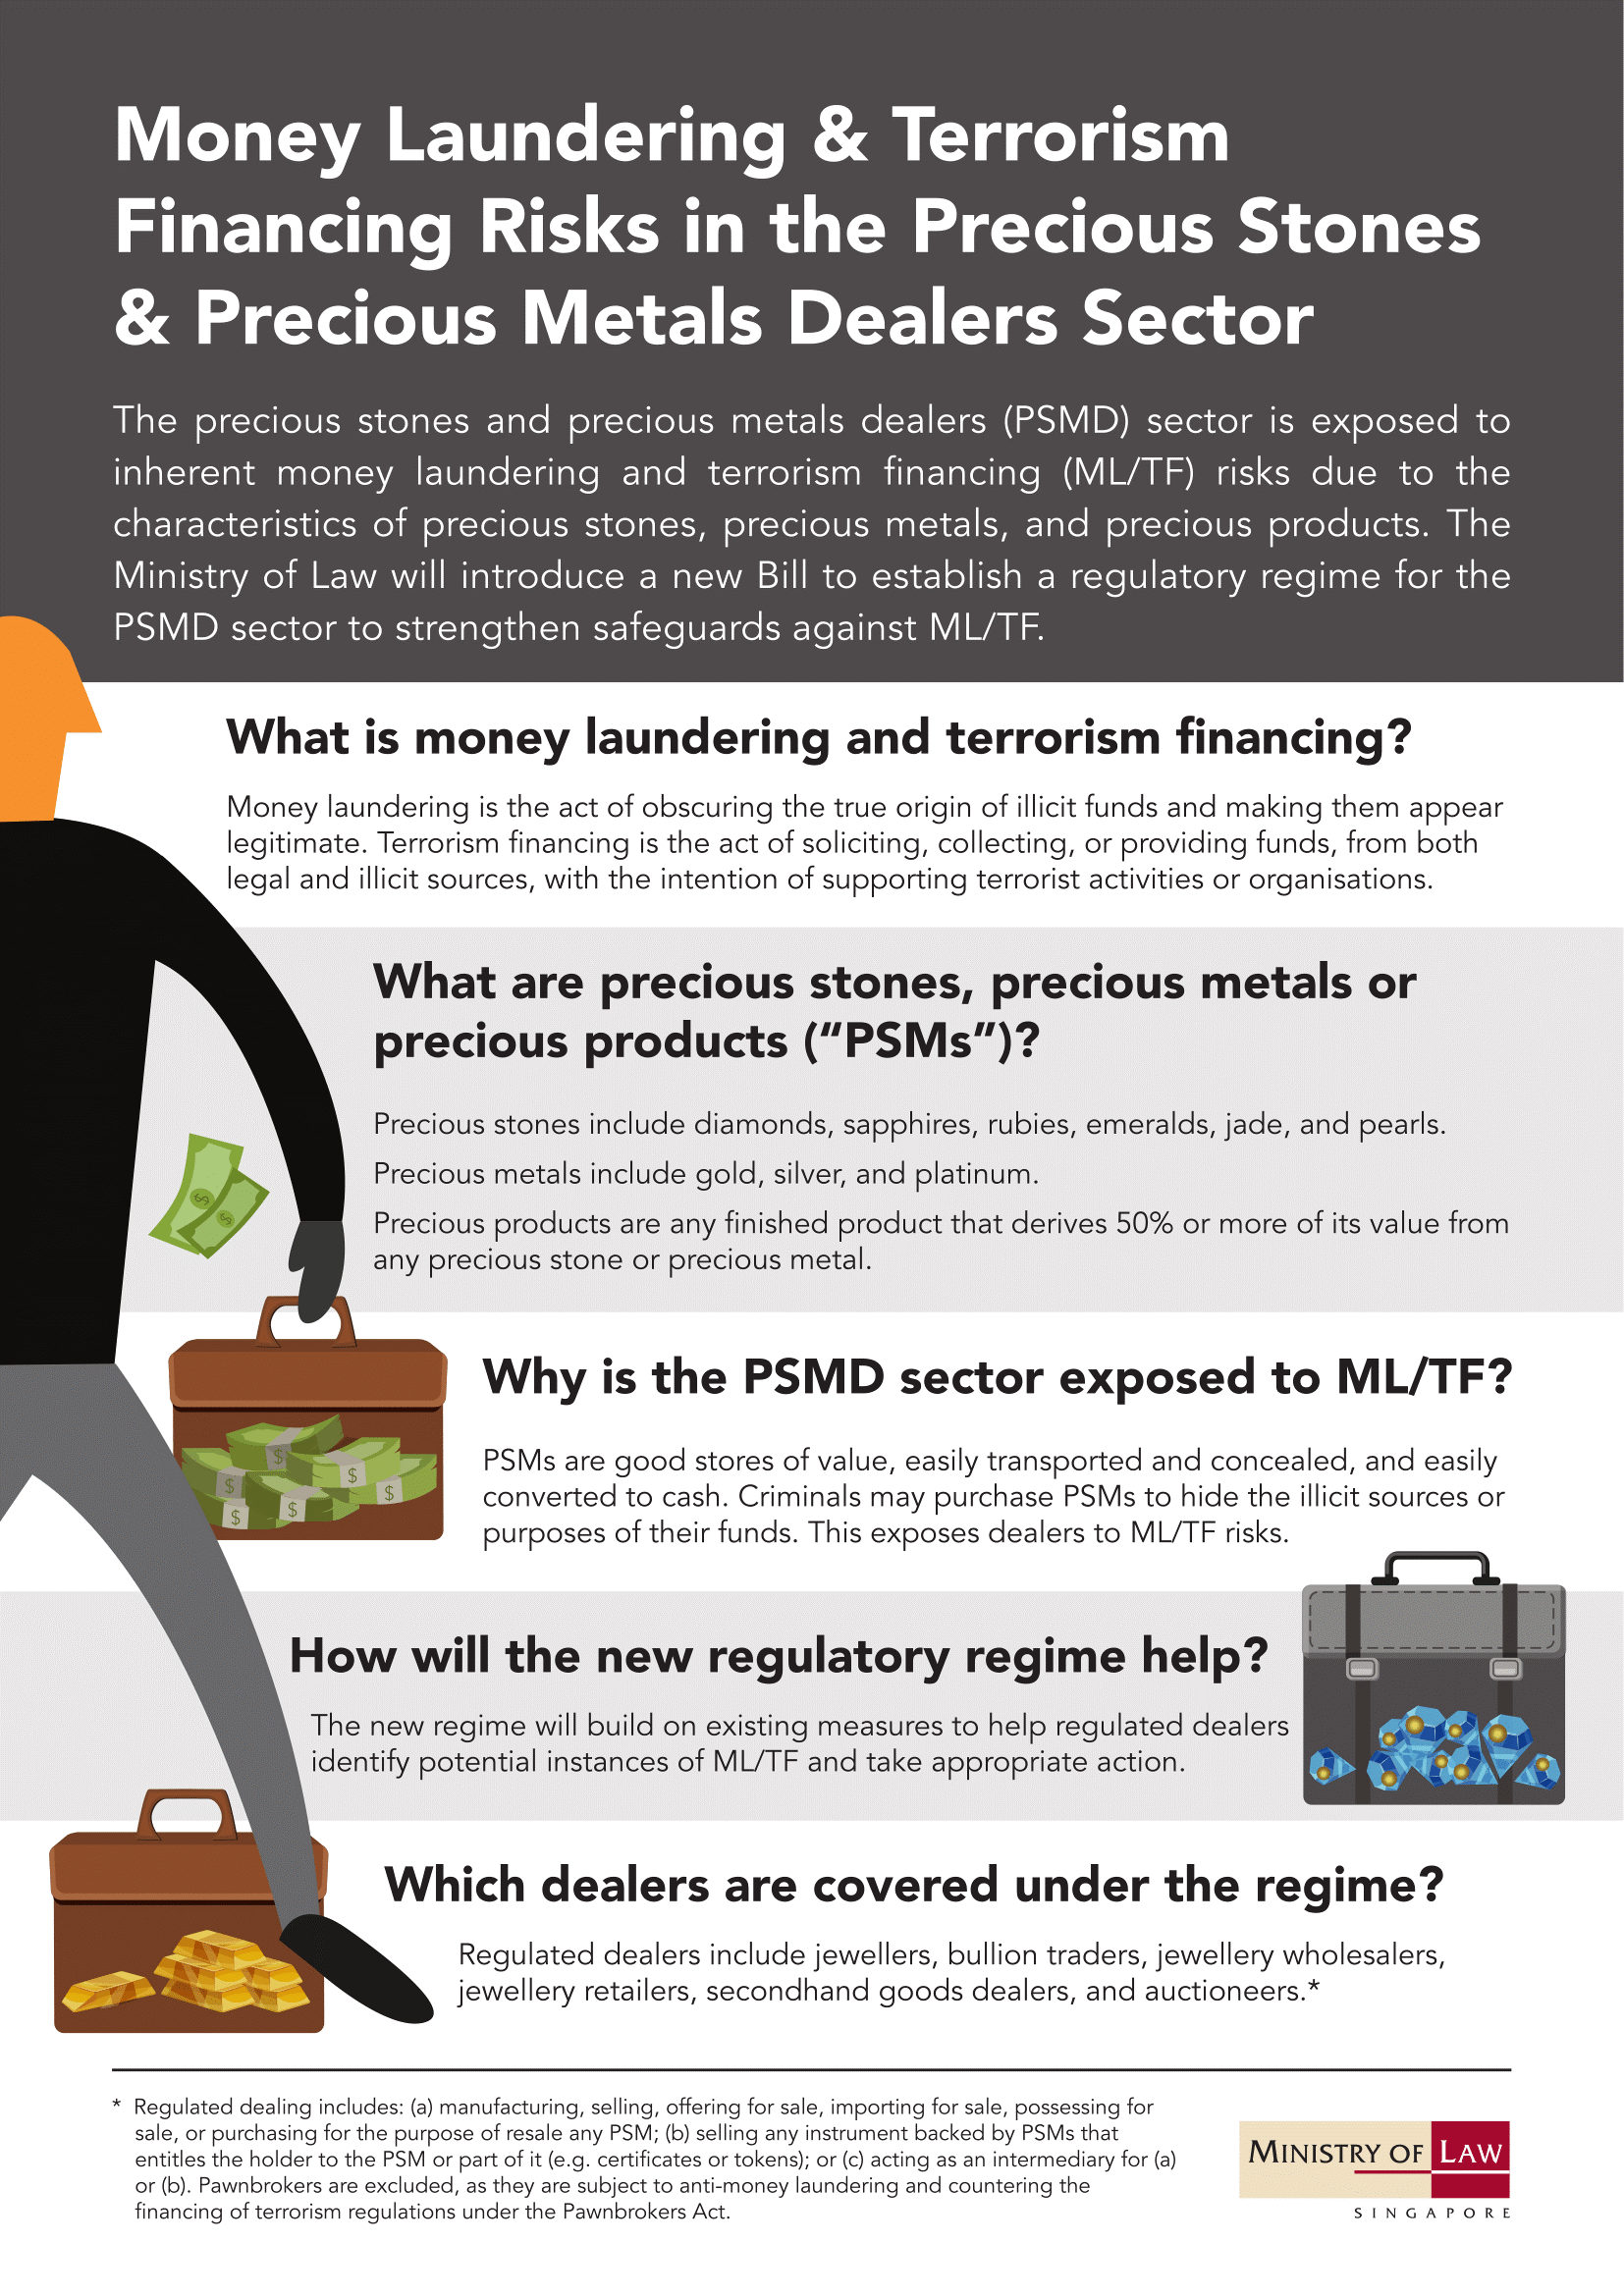 Money Laundering & Terrorism
Financing Risks in the Precious Stones
& Precious Metals Dealers Sector
The precious stones and precious metals dealers (PSMD) sector is exposed to
inherent money laundering and terrorism financing (ML/TF) risks due to the
characteristics of precious stones, precious metals, and precious products. The
Ministry of Law will introduce a new Bill to establish a regulatory regime for the
PSMD sector to strengthen safeguards against ML/TF.
What is money laundering and terrorism financing?
Money laundering is the act of obscuring the true origin of illicit funds and making them appear
legitimate. Terrorism financing is the act of soliciting, collecting, or providing funds, from both
legal and illicit sources, with the intention of supporting terrorist activities or organisations.
What are precious stones, precious metals or
precious products (“PSMs”)?
Precious stones include diamonds, sapphires, rubies, emeralds, jade, and pearls.
Precious metals include gold, silver, and platinum.
Precious products are any finished product that derives 50% or more of its value from
any precious stone or precious metal.
$
$
Why is the PSMD sector exposed to ML/TF?
PSMs are good stores of value, easily transported and concealed, and easily
converted to cash. Criminals may purchase PSMs to hide the illicit sources or
purposes of their funds. This exposes dealers to ML/TF risks.
$
$
$
$
$
$
How will the new regulatory regime help?
The new regime will build on existing measures to help regulated dealers
identify potential instances of ML/TF and take appropriate action.
Which dealers are covered under the regime?
Regulated dealers include jewellers, bullion traders, jewellery wholesalers,
jewellery retailers, secondhand goods dealers, and auctioneers.*
* Regulated dealing includes: (a) manufacturing, selling, offering for sale, importing for sale, possessing for
sale, or purchasing for the purpose of resale any PSM; (b) selling any instrument backed by PSMs that
entitles the holder to the PSM or part of it (e.g. certificates or tokens); or (c) acting as an intermediary for (a)
or (b). Pawnbrokers are excluded, as they are subject to anti-money laundering and countering the
financing of terrorism regulations under the Pawnbrokers Act.
MINISTRY OF LAW
SINGAPORE